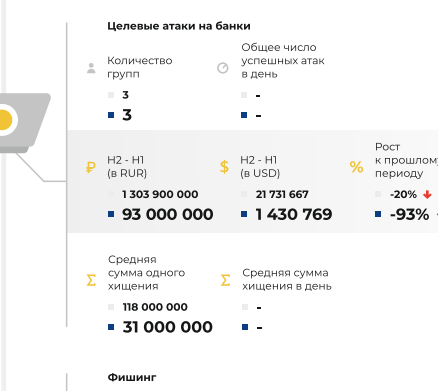 Целевые атаки на банки
Количество
групп
3
3
Общее число
успешных атак
в день
-
-
₽
H2 - H1
(в RUR)
1 303 900 000
93 000 000
$
H2 - H1
(в USD)
21 731 667
1 430 769
%
Рост
к прошлому
периоду
-20%
-93%
Σ
Средняя
сумма одного
хищения
118 000 000
31 000 000
Σ
Средняя сумма
хищения в день
-
-
Фишинг